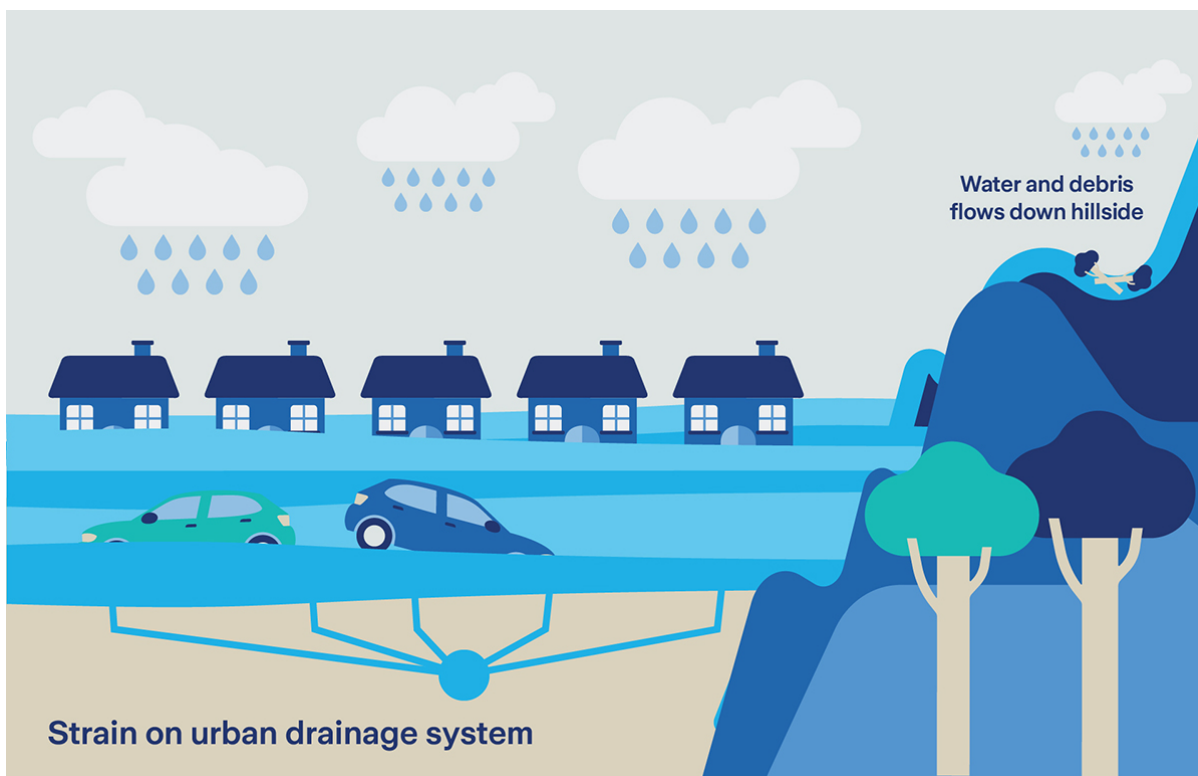 Water and debris
flows down hillside
Strain on urban drainage system